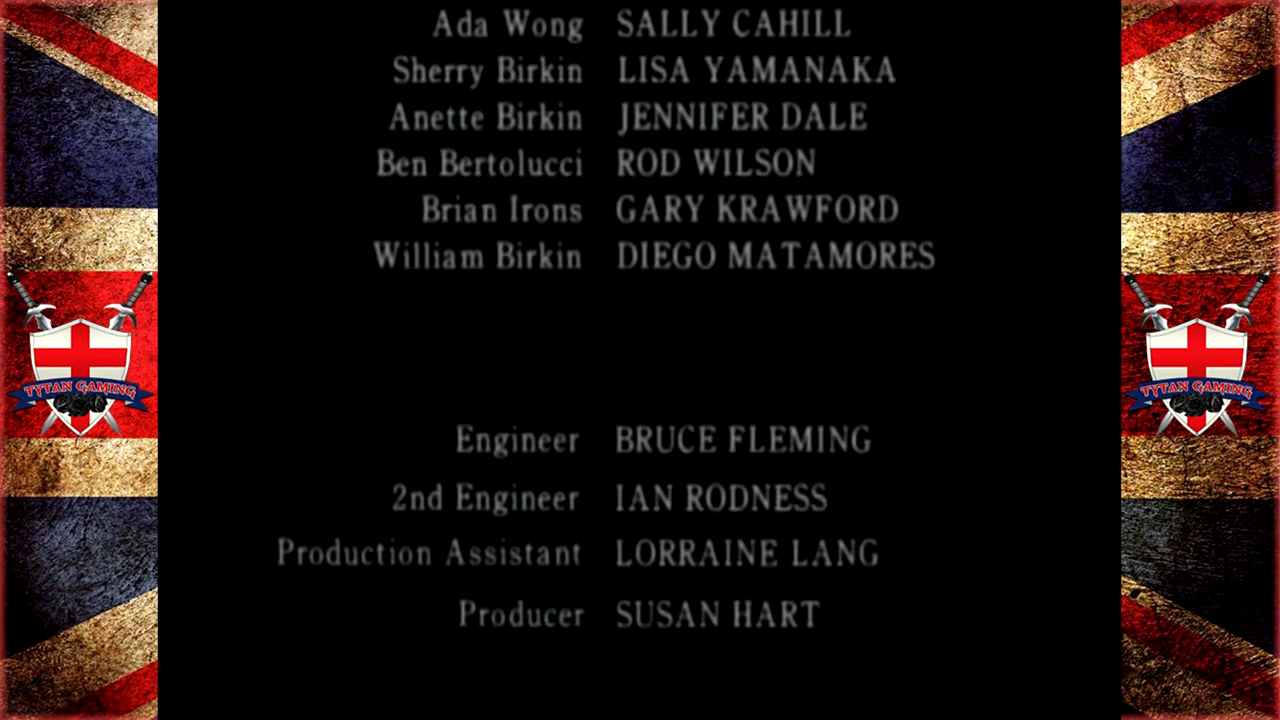 Ada Wong SALLY CAHILL
Sherry Birkin LISA YAMANAKA
Anette Birkin JENNIFER DALE
Ben Bertolucci ROD WILSON
Brian Irons GARY KRAWFORD
William Birkin DIEGO MATAMORES
TYTAN GAMING
TYTAN GAMING
Engineer BRUCE FLEMING
2nd Engineer IAN RODNESS
Production Assistant LORRAINE LANG
Producer SUSAN HART